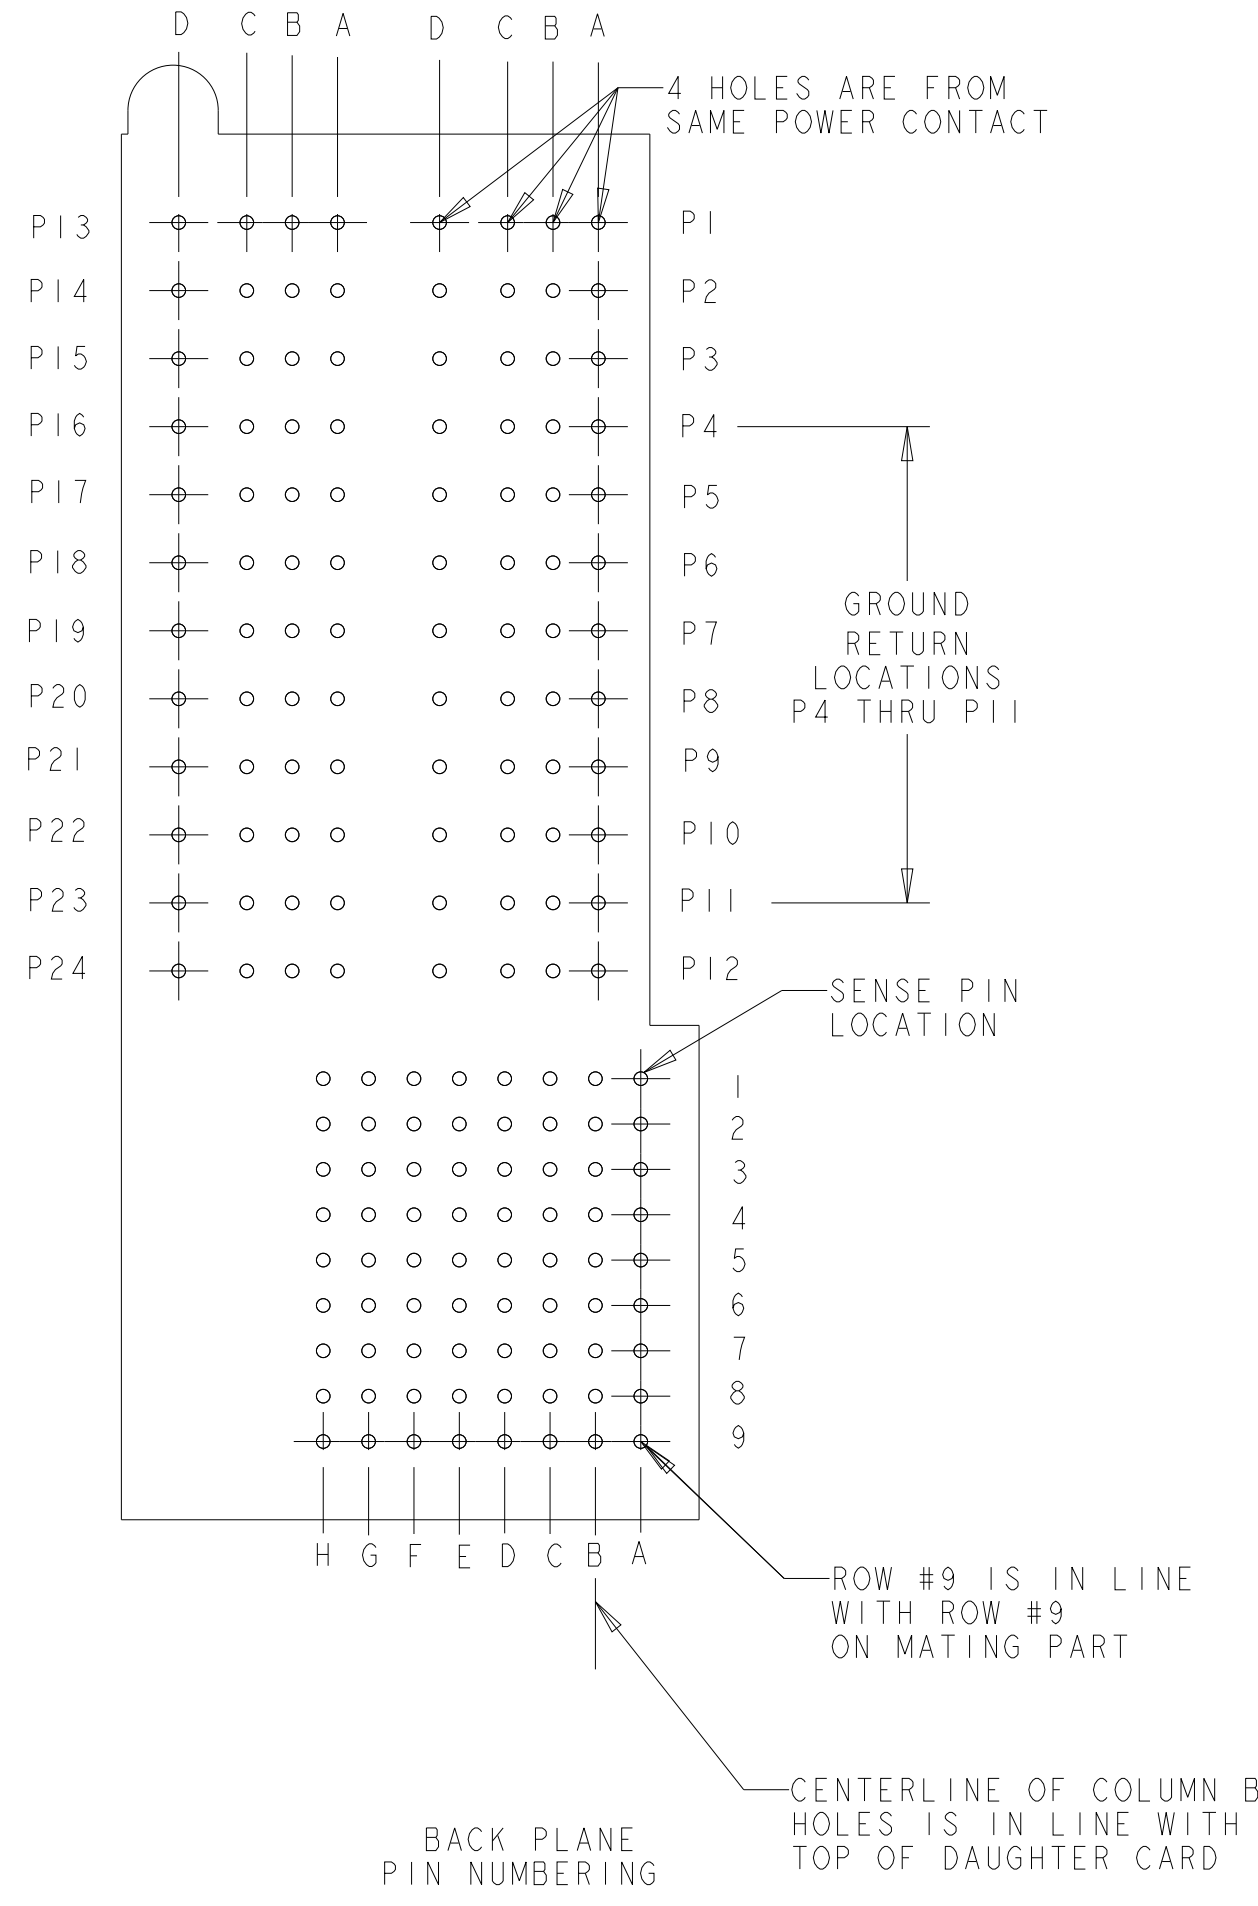 D C B A D C B A
4 HOLES ARE FROM
SAME POWER CONTACT
P13 P1
P14 P2
P15 P3
P16 P4
P17 P5
P18 P6
P19 P7
P20 P8
P21 P9
P22 P10
P23 P11
P24 P12
GROUND
RETURN
LOCATIONS
P4 THRU P11
SENSE PIN
LOCATION
1
2
3
4
5
6
7
8
9
H G F E D C B A
ROW #9 IS IN LINE
WITH ROW #9
ON MATING PART
CENTERLINE OF COLUMN B
HOLES IS IN LINE WITH
TOP OF DAUGHTER CARD
BACK PLANE
PIN NUMBERING